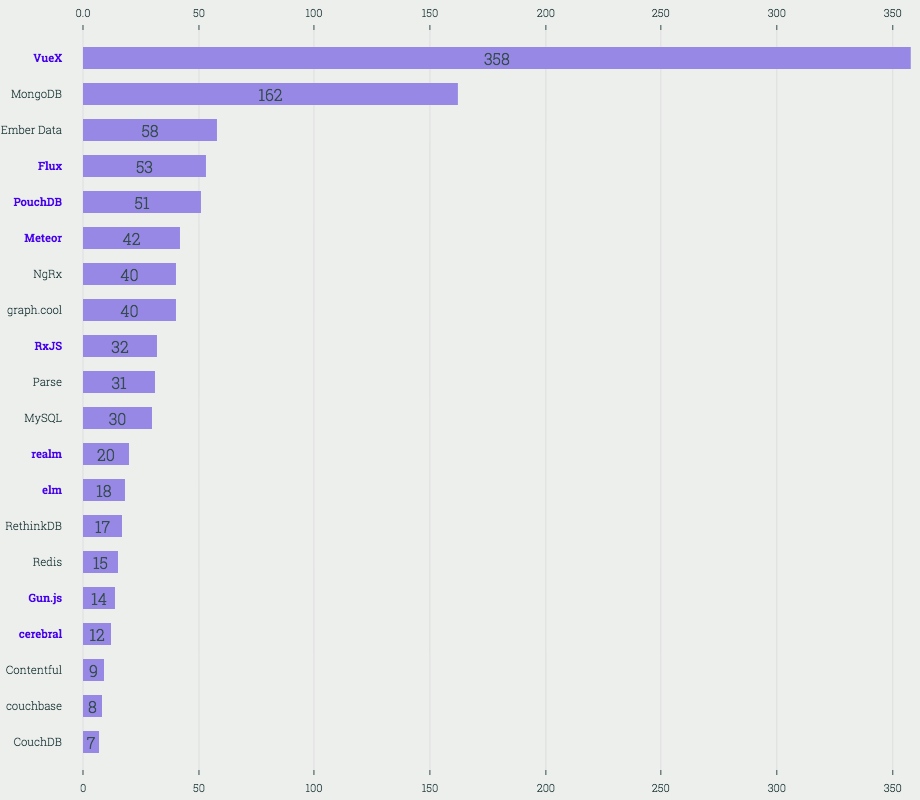 0.0 50 100 150 200 250 300 350
VueX 358
MongoDB 162
Ember Data 58
Flux 53
PouchDB 51
Meteor 42
NgRx 40
graph.cool 40
RxJS 32
Parse 31
MySQL 30
realm 20
elm 18
RethinkDB 17
Redis 15
Gun.js 14
cerebral 12
Contentful 9
couchbase 8
CouchDB 7
0.0 50 100 150 200 250 300 350